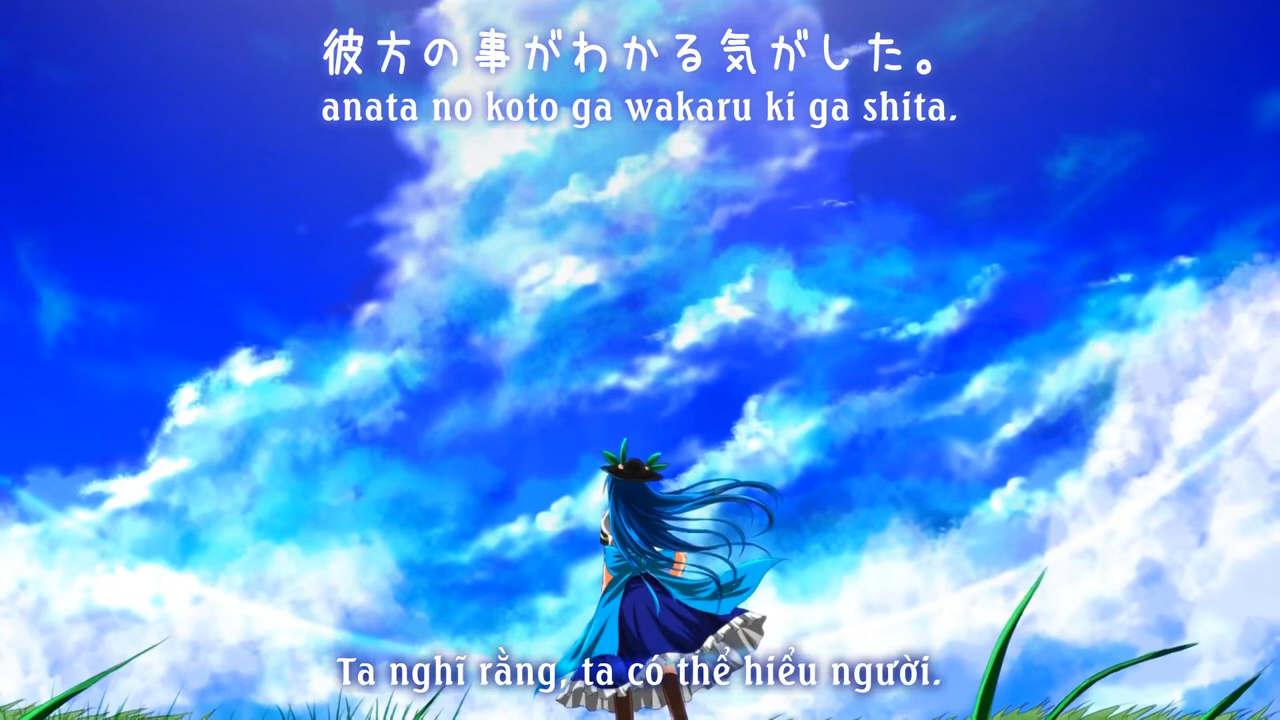 彼方の事がわかる気がした。
anata no koto ga wakaru ki ga shita.
Ta nghĩ rằng, ta có thể hiểu người.